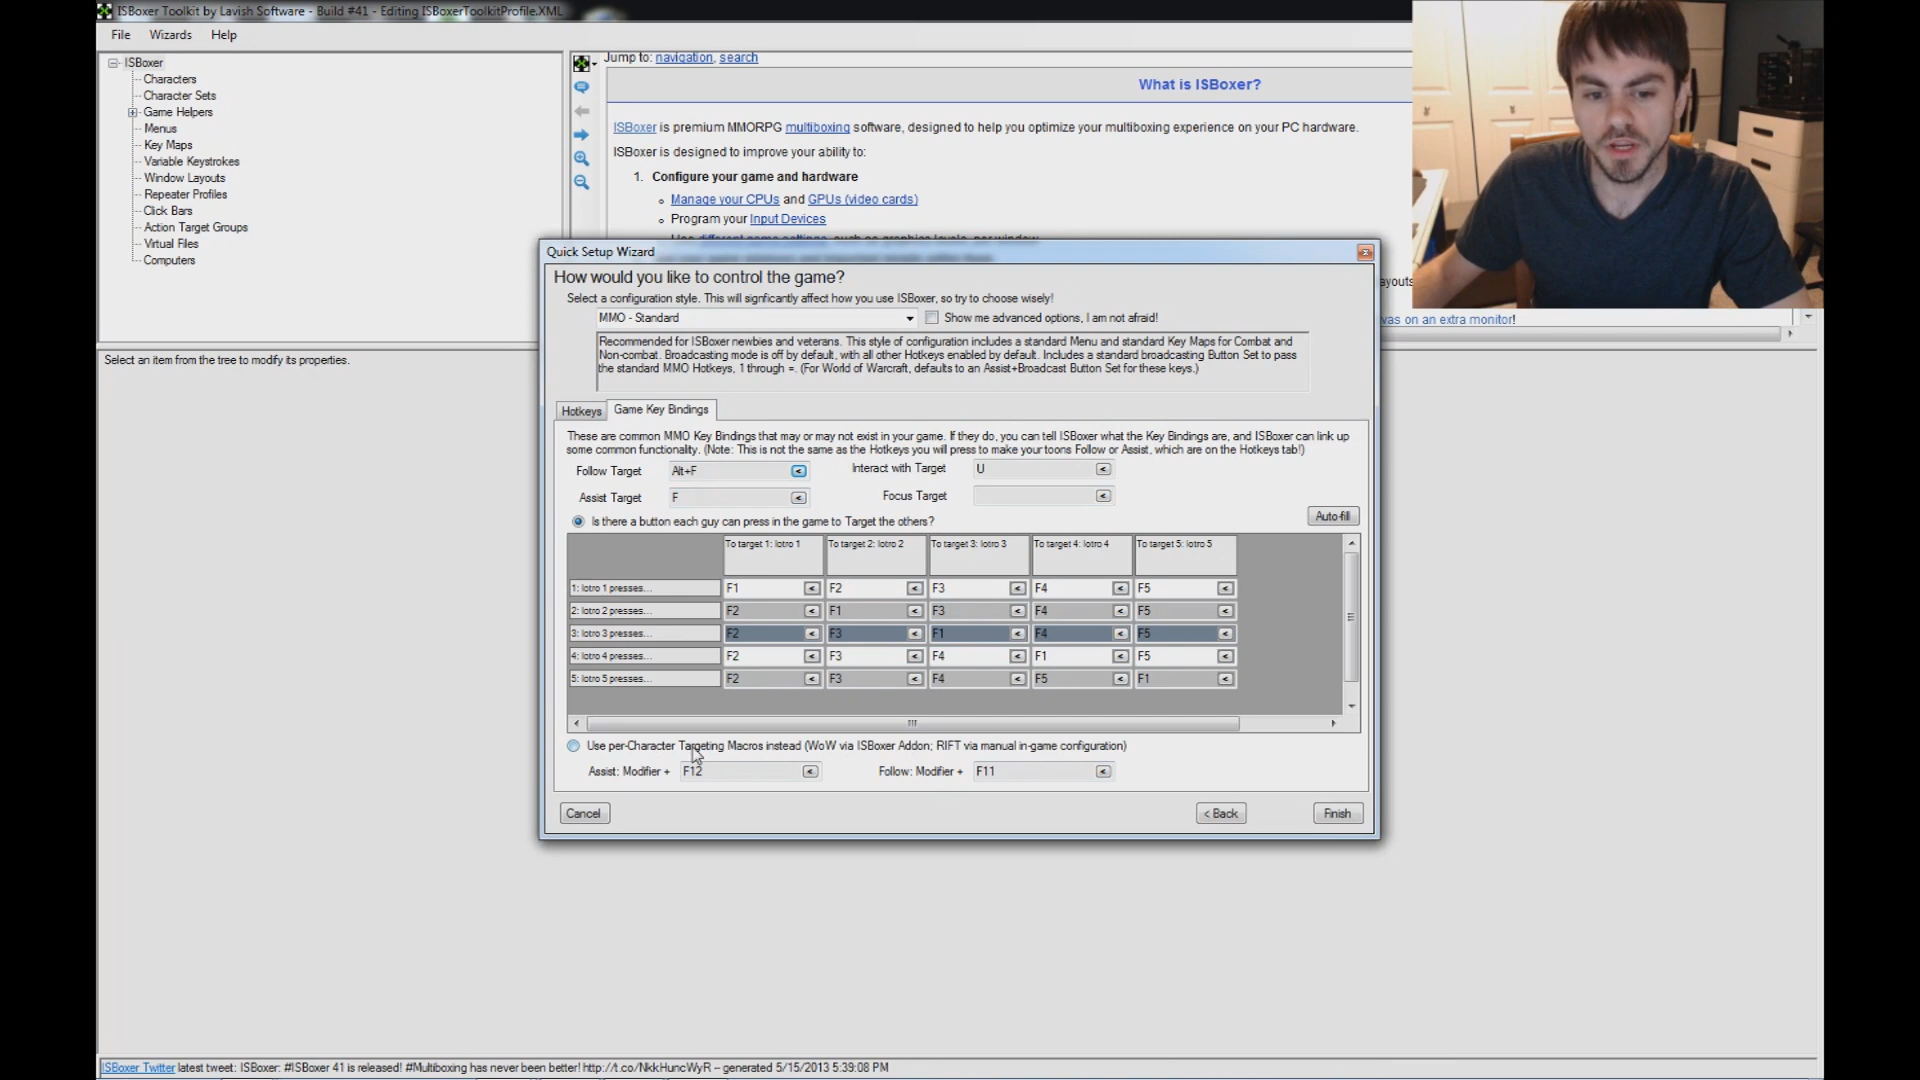 ISBoxer Toolkit by Lavish Software - Build #41 - Editing ISBoxerToolkitProfile.XML
File Wizards Help
ISBoxer
Characters
Character Sets
Game Helpers
Menus
Key Maps
Variable Keystrokes
Window Layouts
Repeater Profiles
Click Bars
Action Target Groups
Virtual Files
Computers
Select an item from the tree to modify its properties.
Jump to: navigation, search
What is ISBoxer?
ISBoxer is premium MMORPG multiboxing software, designed to help you optimize your multiboxing experience on your PC hardware.
ISBoxer is designed to improve your ability to:
1. Configure your game and hardware
Manage your CPUs and GPUs (video cards)
Program your Input Devices
vas on an extra monitor!
Quick Setup Wizard
How would you like to control the game?
Select a configuration style. This will signficantly affect how you use ISBoxer, so try to choose wisely!
MMO - Standard
Show me advanced options, I am not afraid!
Recommended for ISBoxer newbies and veterans. This style of configuration includes a standard Menu and standard Key Maps for Combat and
Non-combat. Broadcasting mode is off by default, with all other Hotkeys enabled by default. Includes a standard broadcasting Button Set to pass
the standard MMO Hotkeys, 1 through =. (For World of Warcraft, defaults to an Assist+Broadcast Button Set for these keys.)
Hotkeys Game Key Bindings
These are common MMO Key Bindings that may or may not exist in your game. If they do, you can tell ISBoxer what the Key Bindings are, and ISBoxer can link up
some common functionality. (Note: This is not the same as the Hotkeys you will press to make your toons Follow or Assist, which are on the Hotkeys tab!)
Follow Target Alt+F < Interact with Target U <
Assist Target F < Focus Target <
Is there a button each guy can press in the game to Target the others?
Auto-fill
To target 1: lotro 1 To target 2: lotro 2 To target 3: lotro 3 To target 4: lotro 4 To target 5: lotro 5
1: lotro 1 presses... F1 < F2 < F3 < F4 < F5 <
2: lotro 2 presses... F2 < F1 < F3 < F4 < F5 <
3: lotro 3 presses... F2 < F3 < F1 < F4 < F5 <
4: lotro 4 presses... F2 < F3 < F4 < F1 < F5 <
5: lotro 5 presses... F2 < F3 < F4 < F5 < F1 <
Use per-Character Targeting Macros instead (WoW via ISBoxer Addon; RIFT via manual in-game configuration)
Assist: Modifier + F12 < Follow: Modifier + F11 <
Cancel < Back Finish
ISBoxer Twitter latest tweet: ISBoxer: #ISBoxer 41 is released! #Multiboxing has never been better! http://t.co/NkkHuncWyR -- generated 5/15/2013 5:39:08 PM